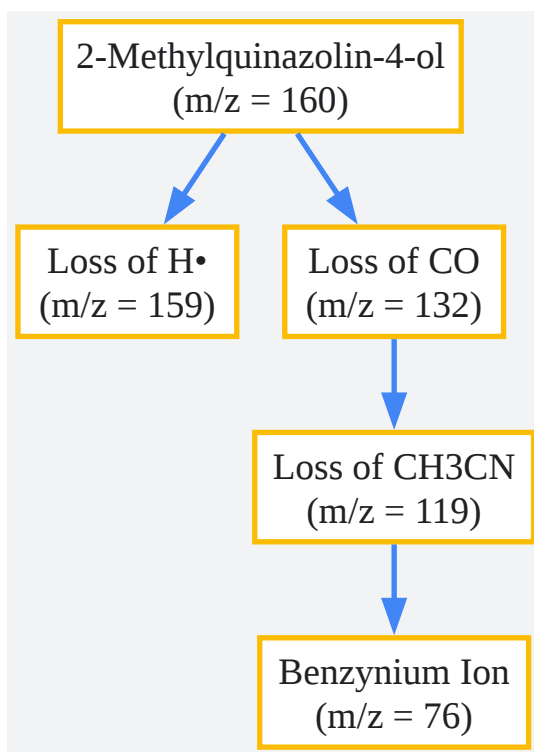 2-Methylquinazolin-4-ol
(m/z = 160)
Loss of H•
(m/z = 159)
Loss of CO
(m/z = 132)
Loss of CH3CN
(m/z = 119)
Benzynium Ion
(m/z = 76)